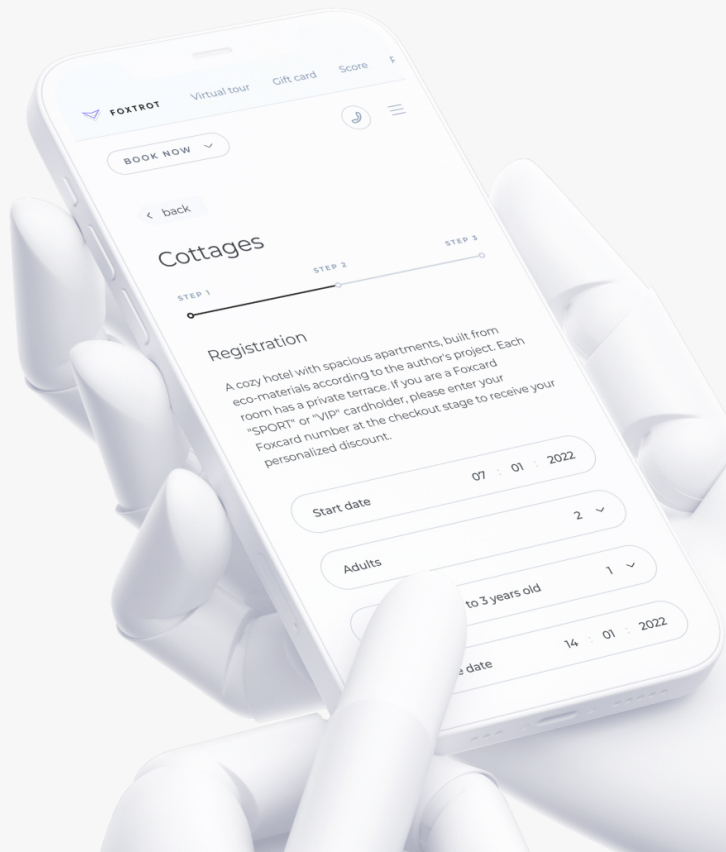 FOXTROT Virtual tour Gift card Score
BOOK NOW
back
Cottages
STEP 1 STEP 2 STEP 3
Registration
A cozy hotel with spacious apartments, built from
eco-materials according to the author's project. Each
room has a private terrace. If you are a Foxcard
"SPORT" or "VIP" cardholder, please enter your
Foxcard number at the checkout stage to receive your
personalized discount.
Start date 07 : 01 : 2022
Adults 2
to 3 years old 1
date 14 : 01 : 2022